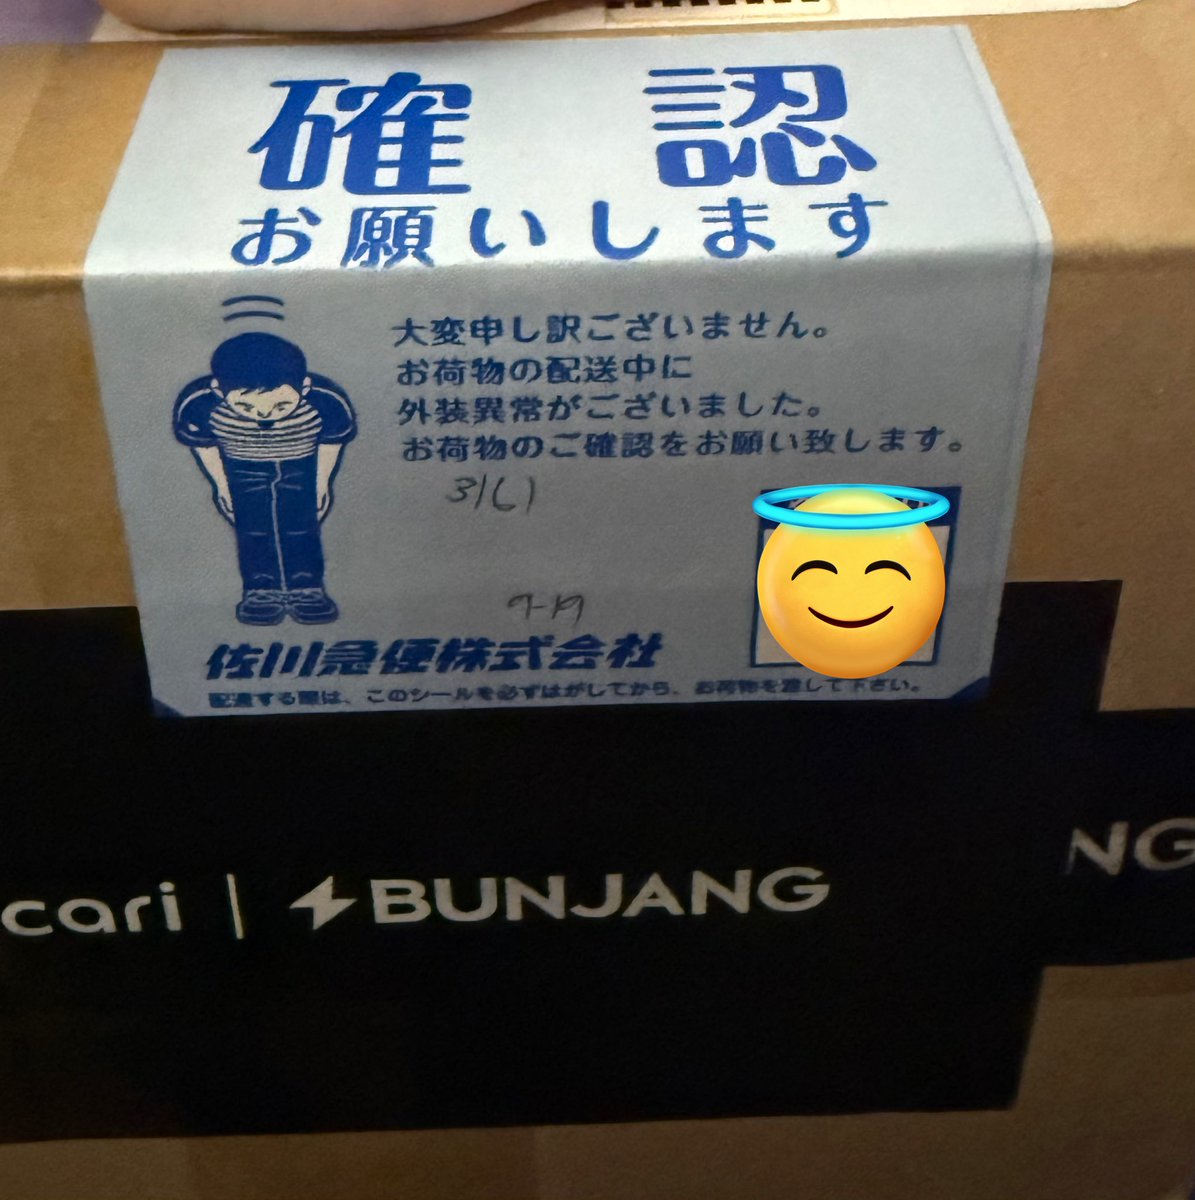 確認
お願いします
大変申し訳ございません。
お荷物の配送中に
外装異常がございました。
お荷物のご確認をお願い致します。
3161
9-19
佐川急便株式会社
配達する際は、このシールを必ずはがしてから、お荷物を渡して下さい。
cari | BUNJANG
NG